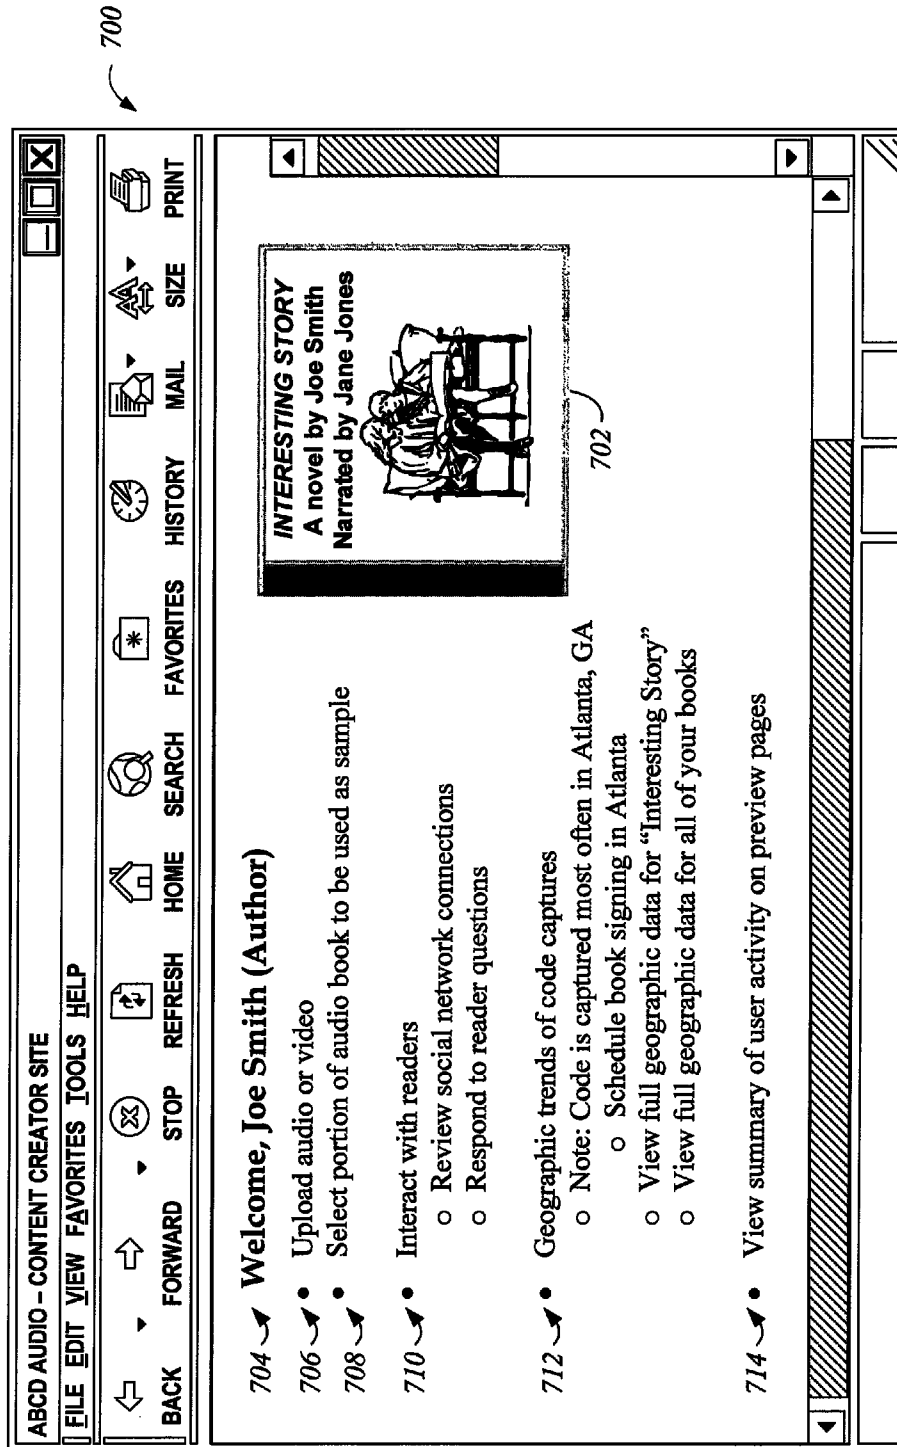 700
ABCD AUDIO – CONTENT CREATOR SITE
FILE EDIT VIEW FAVORITES TOOLS HELP
BACK FORWARD STOP REFRESH HOME SEARCH FAVORITES HISTORY MAIL SIZE PRINT
704 Welcome, Joe Smith (Author)
706 • Upload audio or video
708 • Select portion of audio book to be used as sample
710 • Interact with readers
o Review social network connections
o Respond to reader questions
712 • Geographic trends of code captures
o Note: Code is captured most often in Atlanta, GA
o Schedule book signing in Atlanta
o View full geographic data for “Interesting Story”
o View full geographic data for all of your books
714 • View summary of user activity on preview pages
INTERESTING STORY
A novel by Joe Smith
Narrated by Jane Jones
702